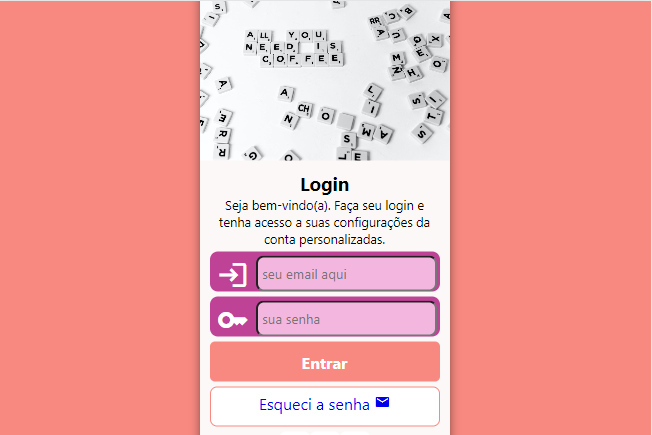 ALL YOU
NEED IS
COFFEE
Login
Seja bem-vindo(a). Faça seu login e
tenha acesso a suas configurações da
conta personalizadas.
seu email aqui
sua senha
Entrar
Esqueci a senha